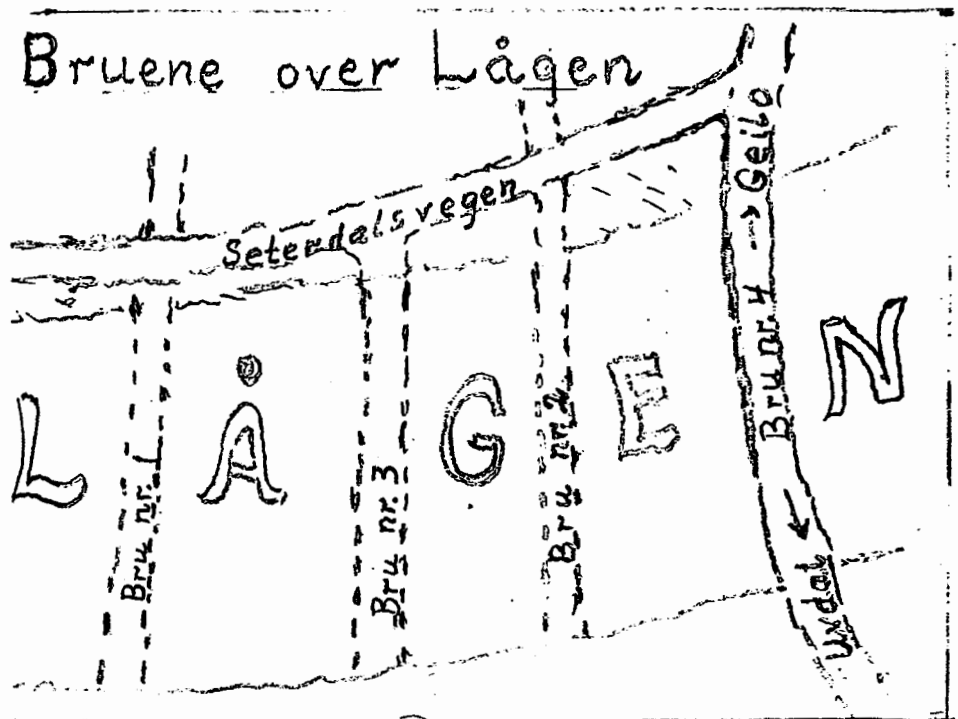 Bruene over Lågen
Seterdalsvegen
LÅGEN
Bru nr. 1
Bru nr. 3
Bru nr. 2
Bru nr. 4 → Geilo
← Uvdal